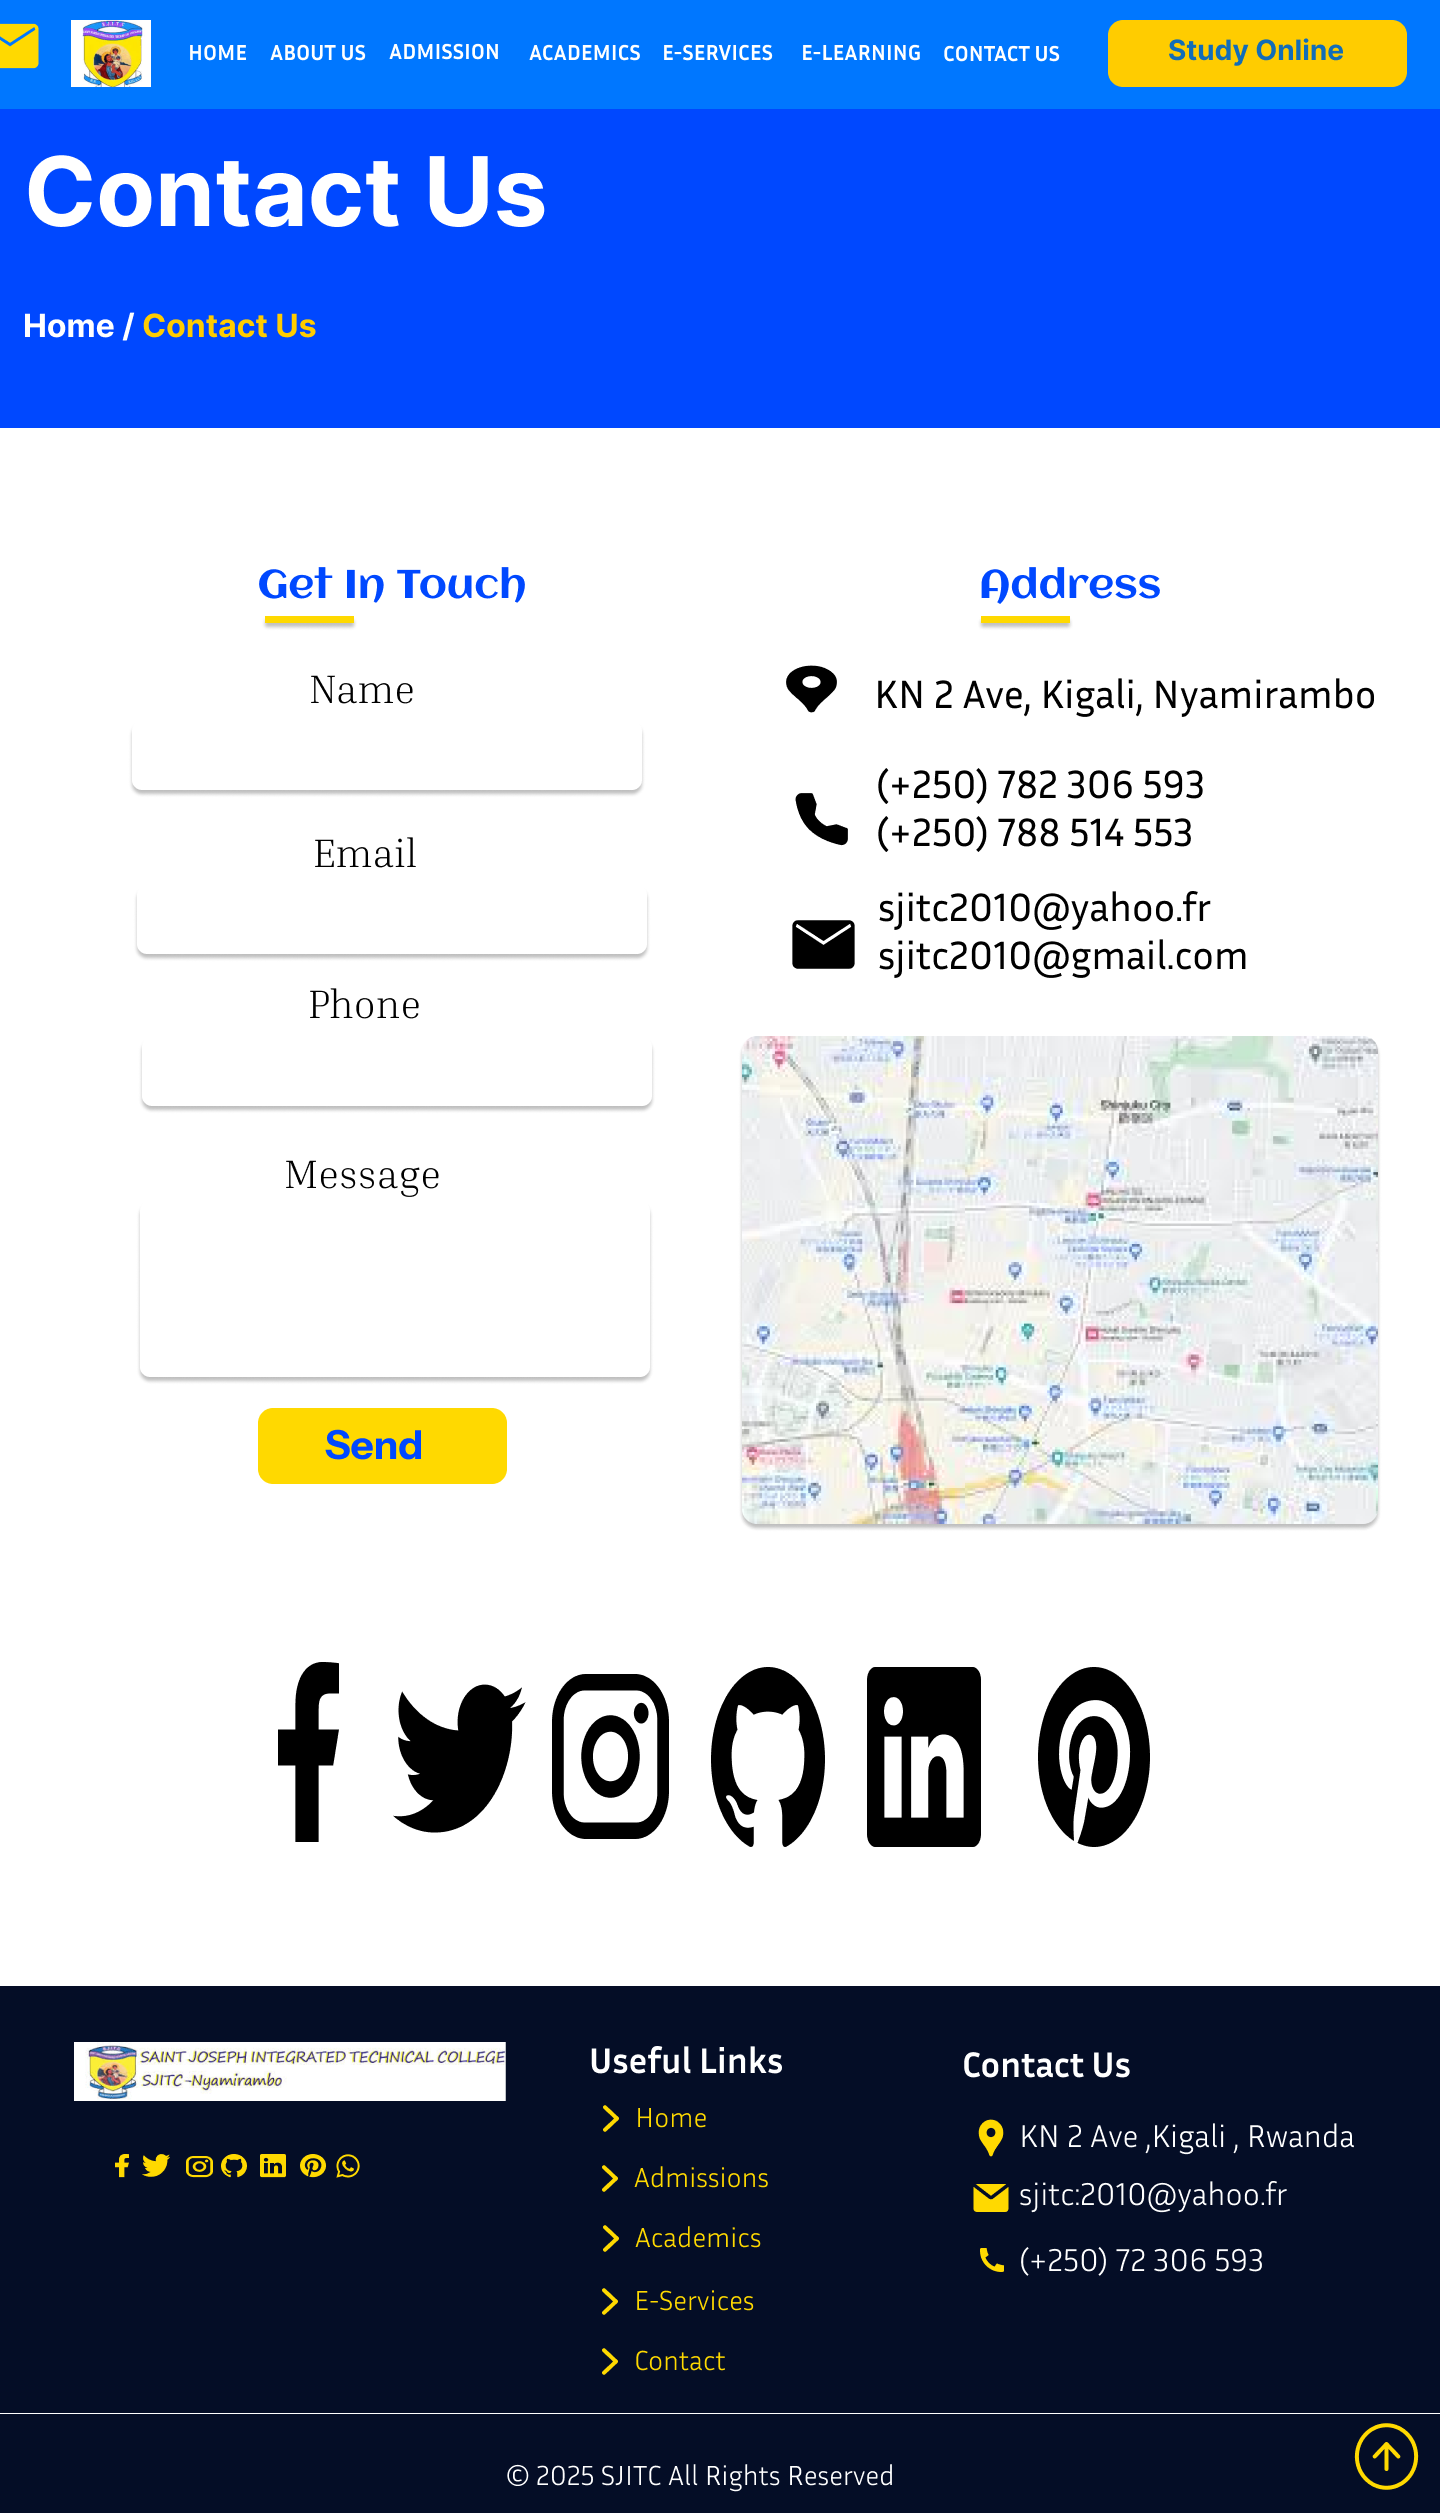 HOME ABOUT US ADMISSION ACADEMICS E-SERVICES E-LEARNING CONTACT US Study Online
Contact Us
Home / Contact Us
Get In Touch
Name
Email
Phone
Message
Send
Address
KN 2 Ave, Kigali, Nyamirambo
(+250) 782 306 593
(+250) 788 514 553
sjitc2010@yahoo.fr
sjitc2010@gmail.com
Shinjuku City
SAINT JOSEPH INTEGRATED TECHNICAL COLLEGE
SJITC -Nyamirambo
Useful Links
Home
Admissions
Academics
E-Services
Contact
Contact Us
KN 2 Ave ,Kigali , Rwanda
sjitc:2010@yahoo.fr
(+250) 72 306 593
© 2025 SJITC All Rights Reserved